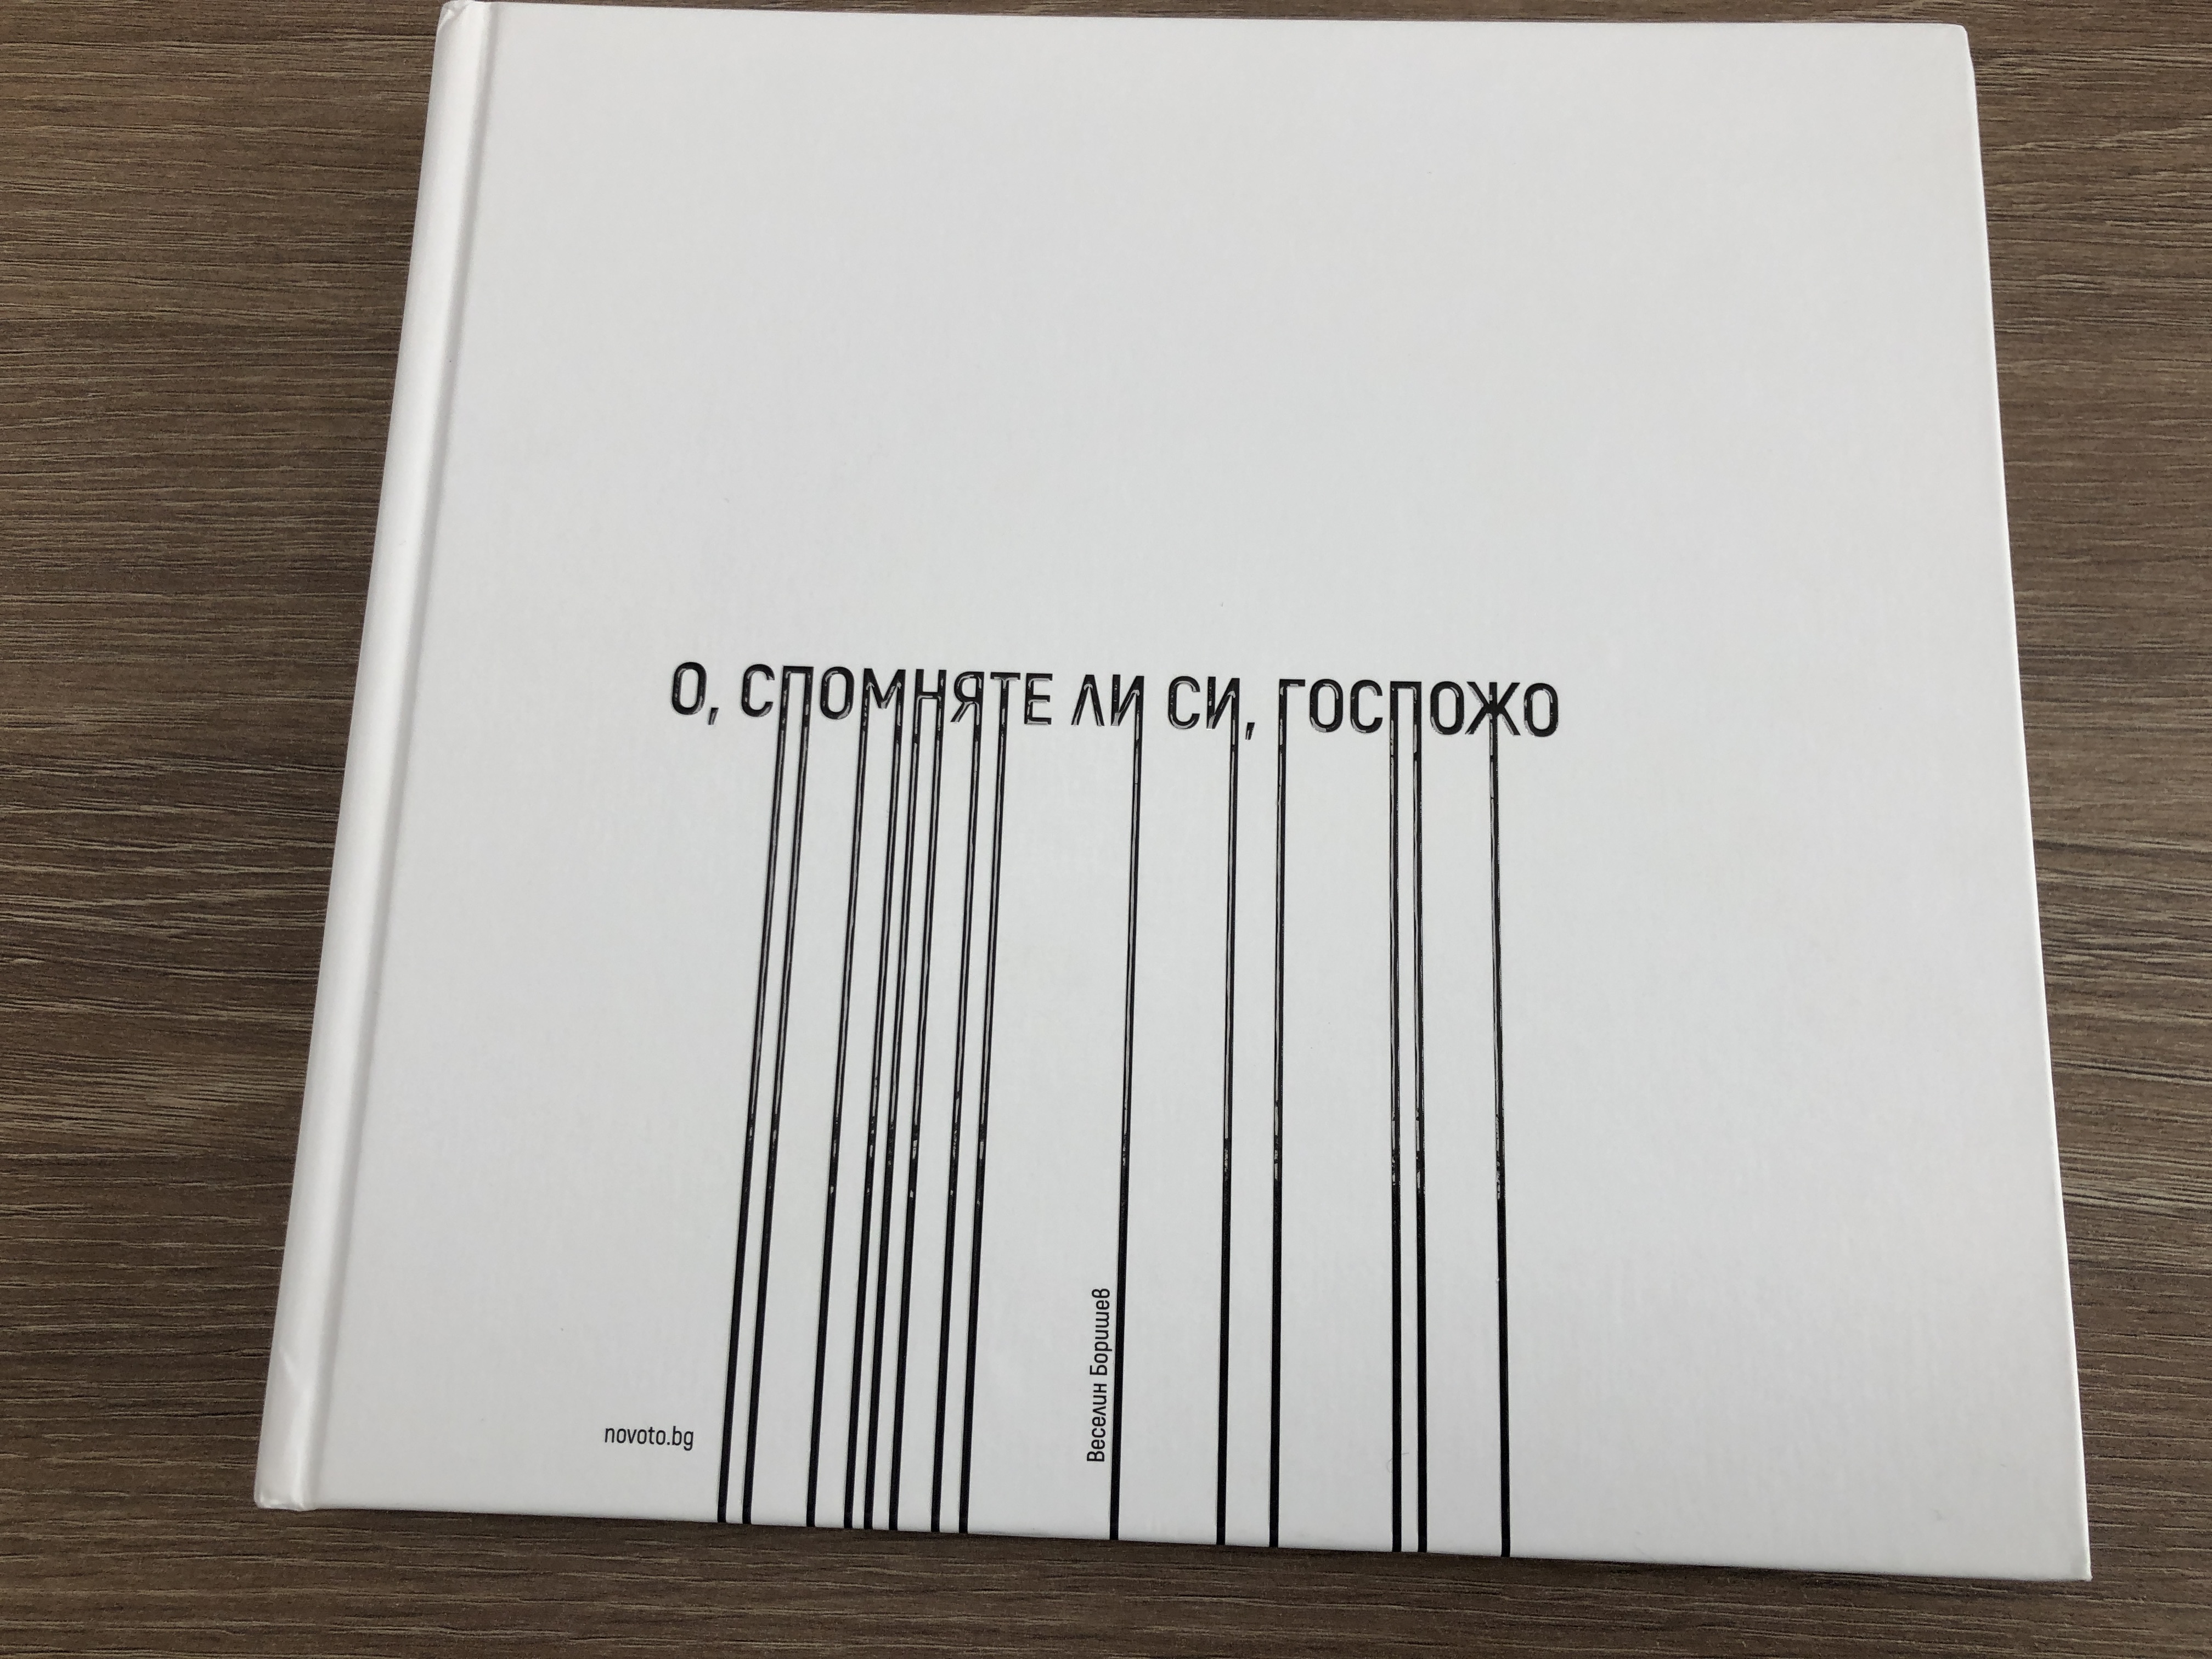 О, СПОМНЯТЕ ЛИ СИ, ГОСПОЖО
Веселин Боришев
novoto.bg